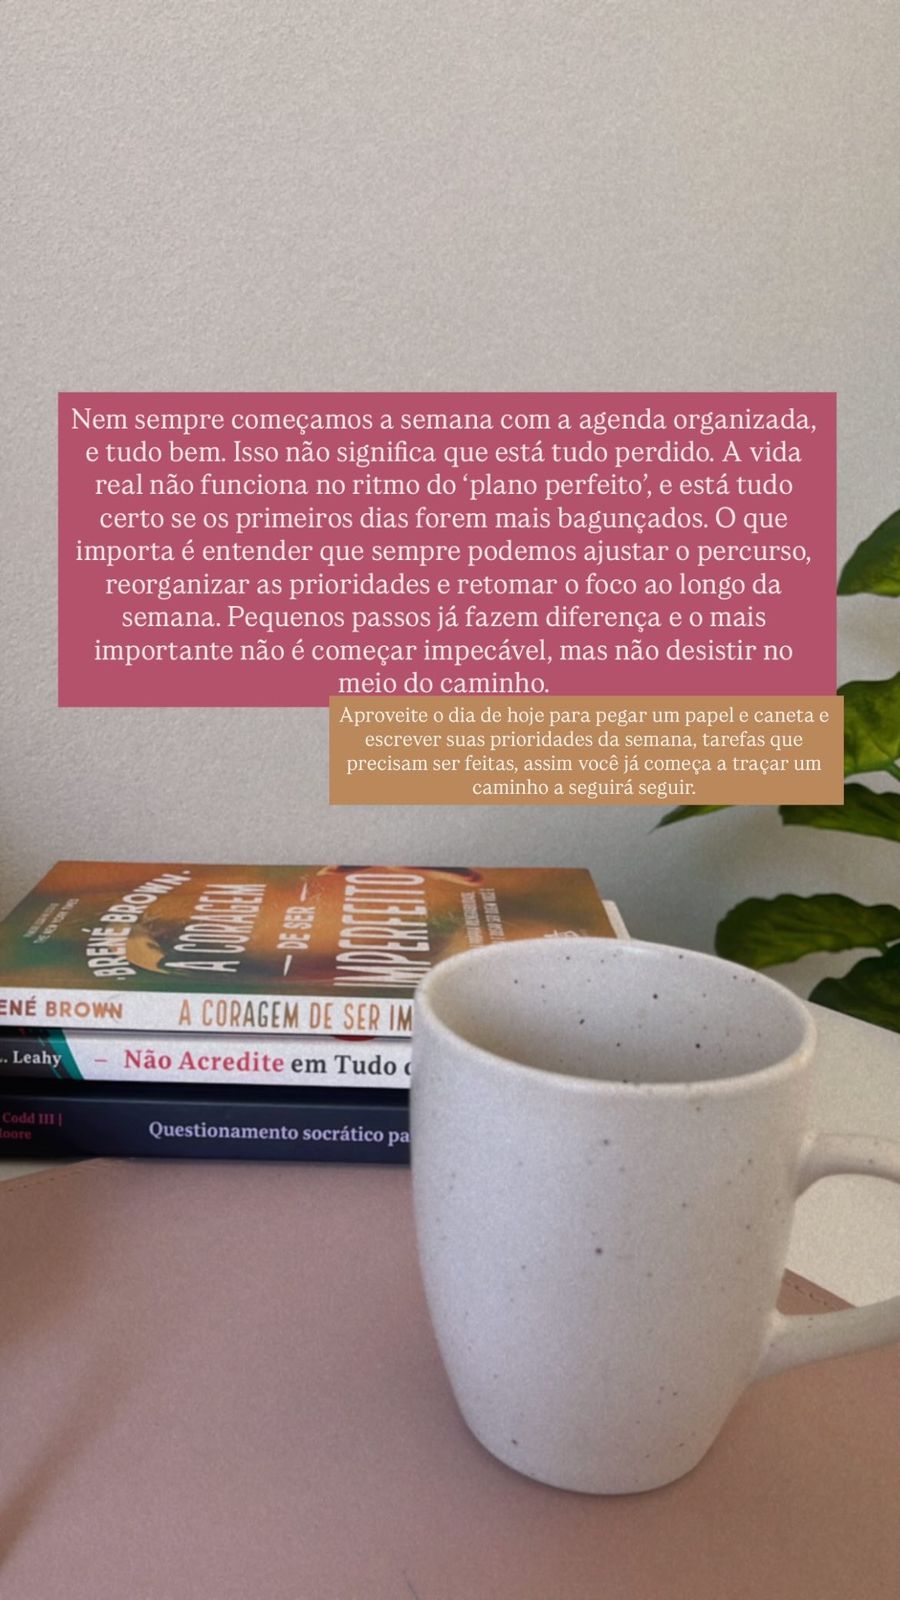 Nem sempre começamos a semana com a agenda organizada,
e tudo bem. Isso não significa que está tudo perdido. A vida
real não funciona no ritmo do ‘plano perfeito’, e está tudo
certo se os primeiros dias forem mais bagunçados. O que
importa é entender que sempre podemos ajustar o percurso,
reorganizar as prioridades e retomar o foco ao longo da
semana. Pequenos passos já fazem diferença e o mais
importante não é começar impecável, mas não desistir no
meio do caminho.
Aproveite o dia de hoje para pegar um papel e caneta e
escrever suas prioridades da semana, tarefas que
precisam ser feitas, assim você já começa a traçar um
caminho a seguirá seguir.
BRENÉ BROWN.
A CORAGEM
DE SER
IMPERFEITO
ENÉ BROWN A CORAGEM DE SER IM
. Leahy – Não Acredite em Tudo
Codd III |
Questionamento socrático pa